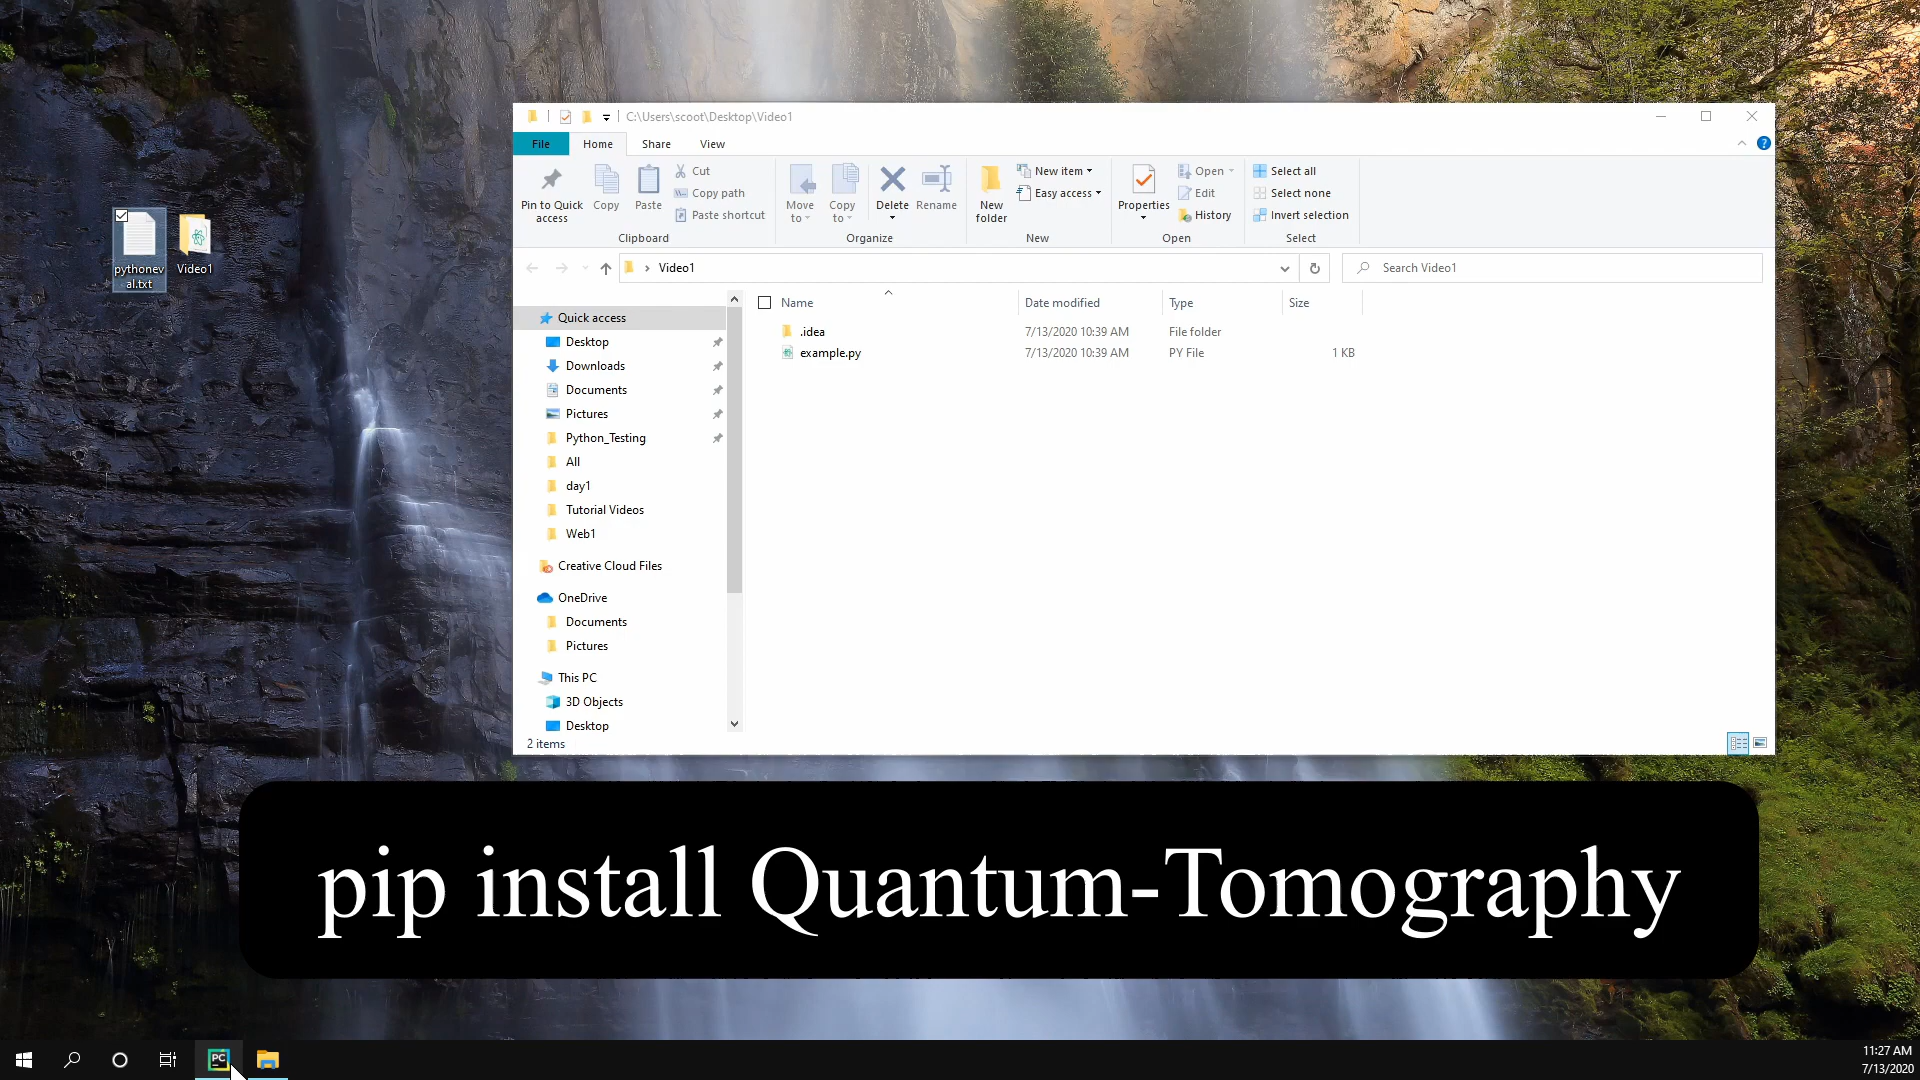 C:\Users\scoot\Desktop\Video1
File Home Share View
Pin to Quick access
Copy
Paste
Cut
Copy path
Paste shortcut
Clipboard
Move to
Copy to
Delete
Rename
Organize
New folder
New item
Easy access
New
Properties
Open
Edit
History
Open
Select all
Select none
Invert selection
Select
pythonev
al.txt
Video1
Video1
Search Video1
Name Date modified Type Size
.idea 7/13/2020 10:39 AM File folder
example.py 7/13/2020 10:39 AM PY File 1 KB
Quick access
Desktop
Downloads
Documents
Pictures
Python_Testing
All
day1
Tutorial Videos
Web1
Creative Cloud Files
OneDrive
Documents
Pictures
This PC
3D Objects
Desktop
2 items
pip install Quantum-Tomography
PC
11:27 AM
7/13/2020